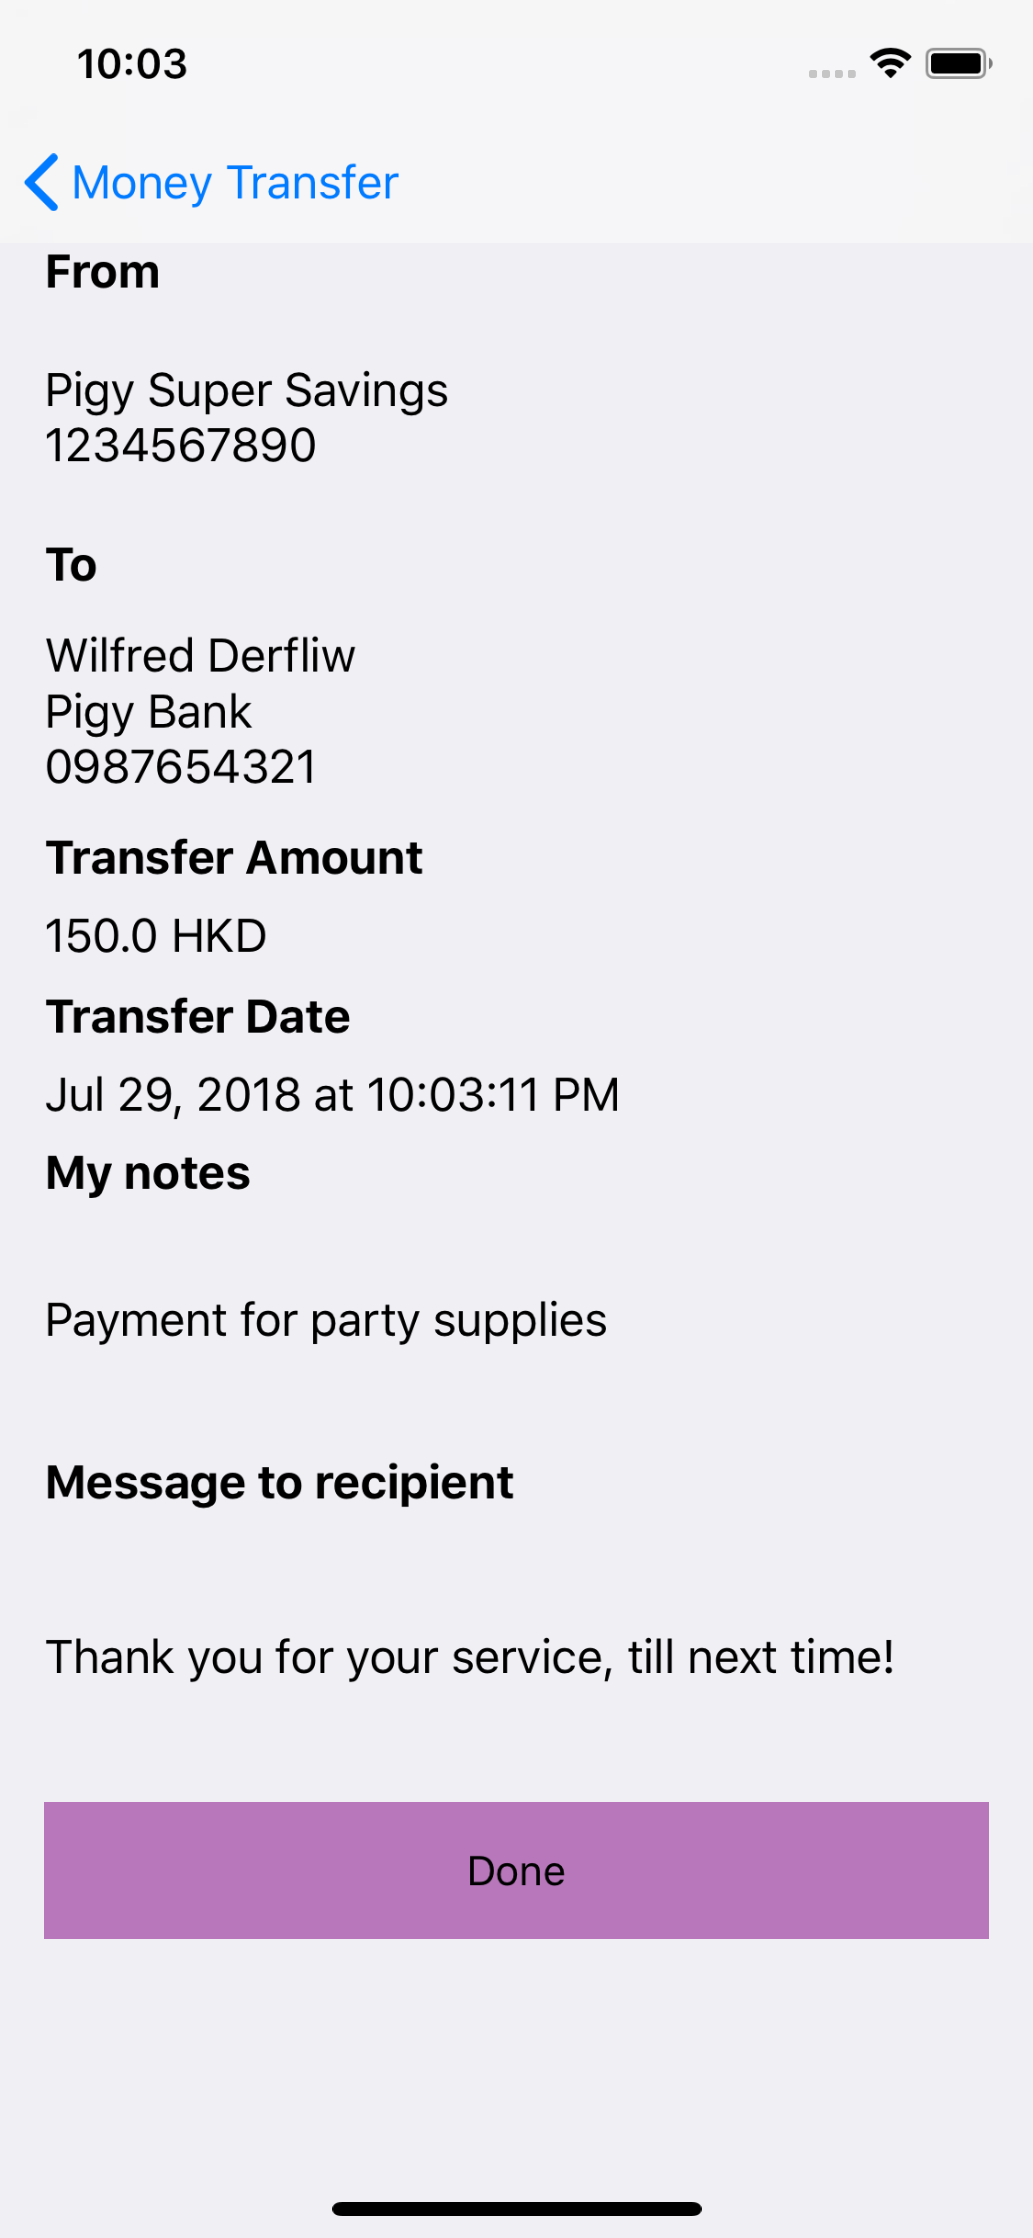 10:03
Money Transfer
From
Pigy Super Savings
1234567890
To
Wilfred Derfliw
Pigy Bank
0987654321
Transfer Amount
150.0 HKD
Transfer Date
Jul 29, 2018 at 10:03:11 PM
My notes
Payment for party supplies
Message to recipient
Thank you for your service, till next time!
Done